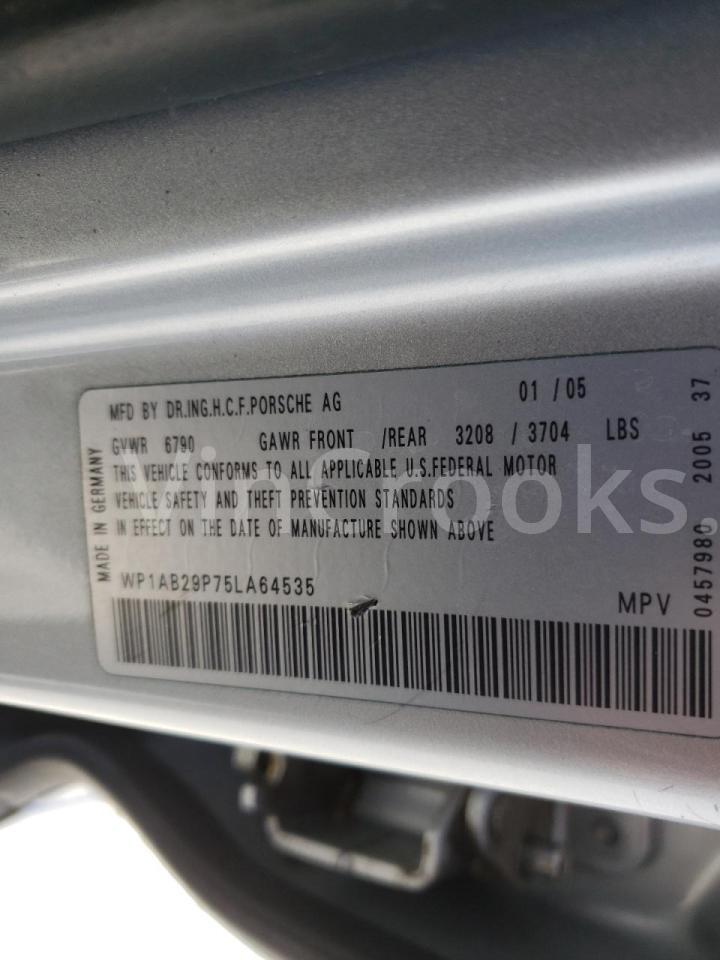 MFD BY DR.ING.H.C.F.PORSCHE AG 01 / 05
GVWR 6790 GAWR FRONT /REAR 3208 / 3704 LBS
THIS VEHICLE CONFORMS TO ALL APPLICABLE U.S.FEDERAL MOTOR
VEHICLE SAFETY AND THEFT PREVENTION STANDARDS
IN EFFECT ON THE DATE OF MANUFACTURE SHOWN ABOVE
WP1AB29P75LA64535
MPV
MADE IN GERMANY
0457980 2005 37
VinCrooks.